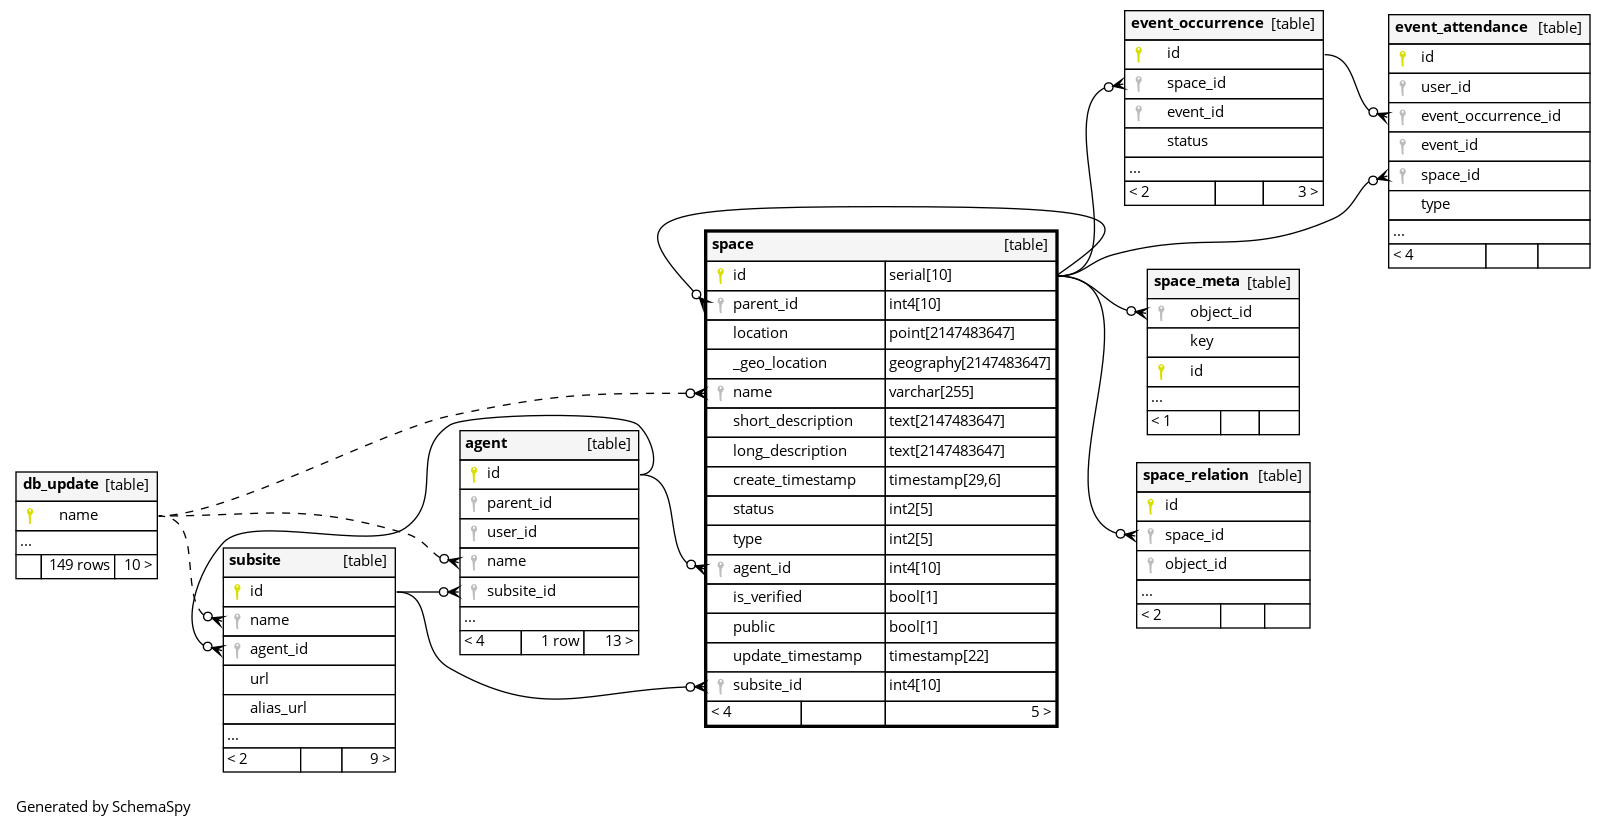 event_occurrence [table]
id
space_id
event_id
status
...
< 2 3 >
event_attendance [table]
id
user_id
event_occurrence_id
event_id
space_id
type
...
< 4
space [table]
id serial[10]
parent_id int4[10]
location point[2147483647]
_geo_location geography[2147483647]
name varchar[255]
short_description text[2147483647]
long_description text[2147483647]
create_timestamp timestamp[29,6]
status int2[5]
type int2[5]
agent_id int4[10]
is_verified bool[1]
public bool[1]
update_timestamp timestamp[22]
subsite_id int4[10]
< 4 5 >
space_meta [table]
object_id
key
id
...
< 1
space_relation [table]
id
space_id
object_id
...
< 2
agent [table]
id
parent_id
user_id
name
subsite_id
...
< 4 1 row 13 >
db_update [table]
name
...
149 rows 10 >
subsite [table]
id
name
agent_id
url
alias_url
...
< 2 9 >
Generated by SchemaSpy